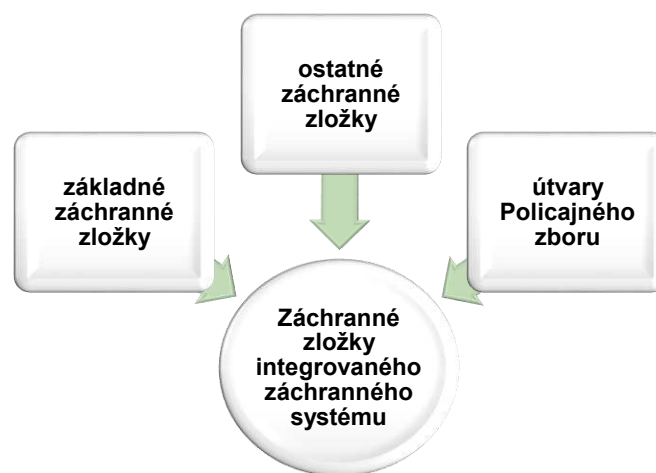 ostatné
záchranné
zložky
základné
záchranné
zložky
útvary
Policajného
zboru
Záchranné
zložky
integrovaného
záchranného
systému